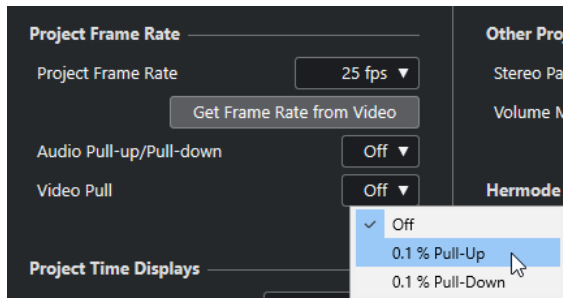 Project Frame Rate
Other Pro
Project Frame Rate
25 fps
Stereo Pa
Get Frame Rate from Video
Volume M
Audio Pull-up/Pull-down
Off
Video Pull
Off
Hermode
Off
0.1 % Pull-Up
0.1 % Pull-Down
Project Time Displays